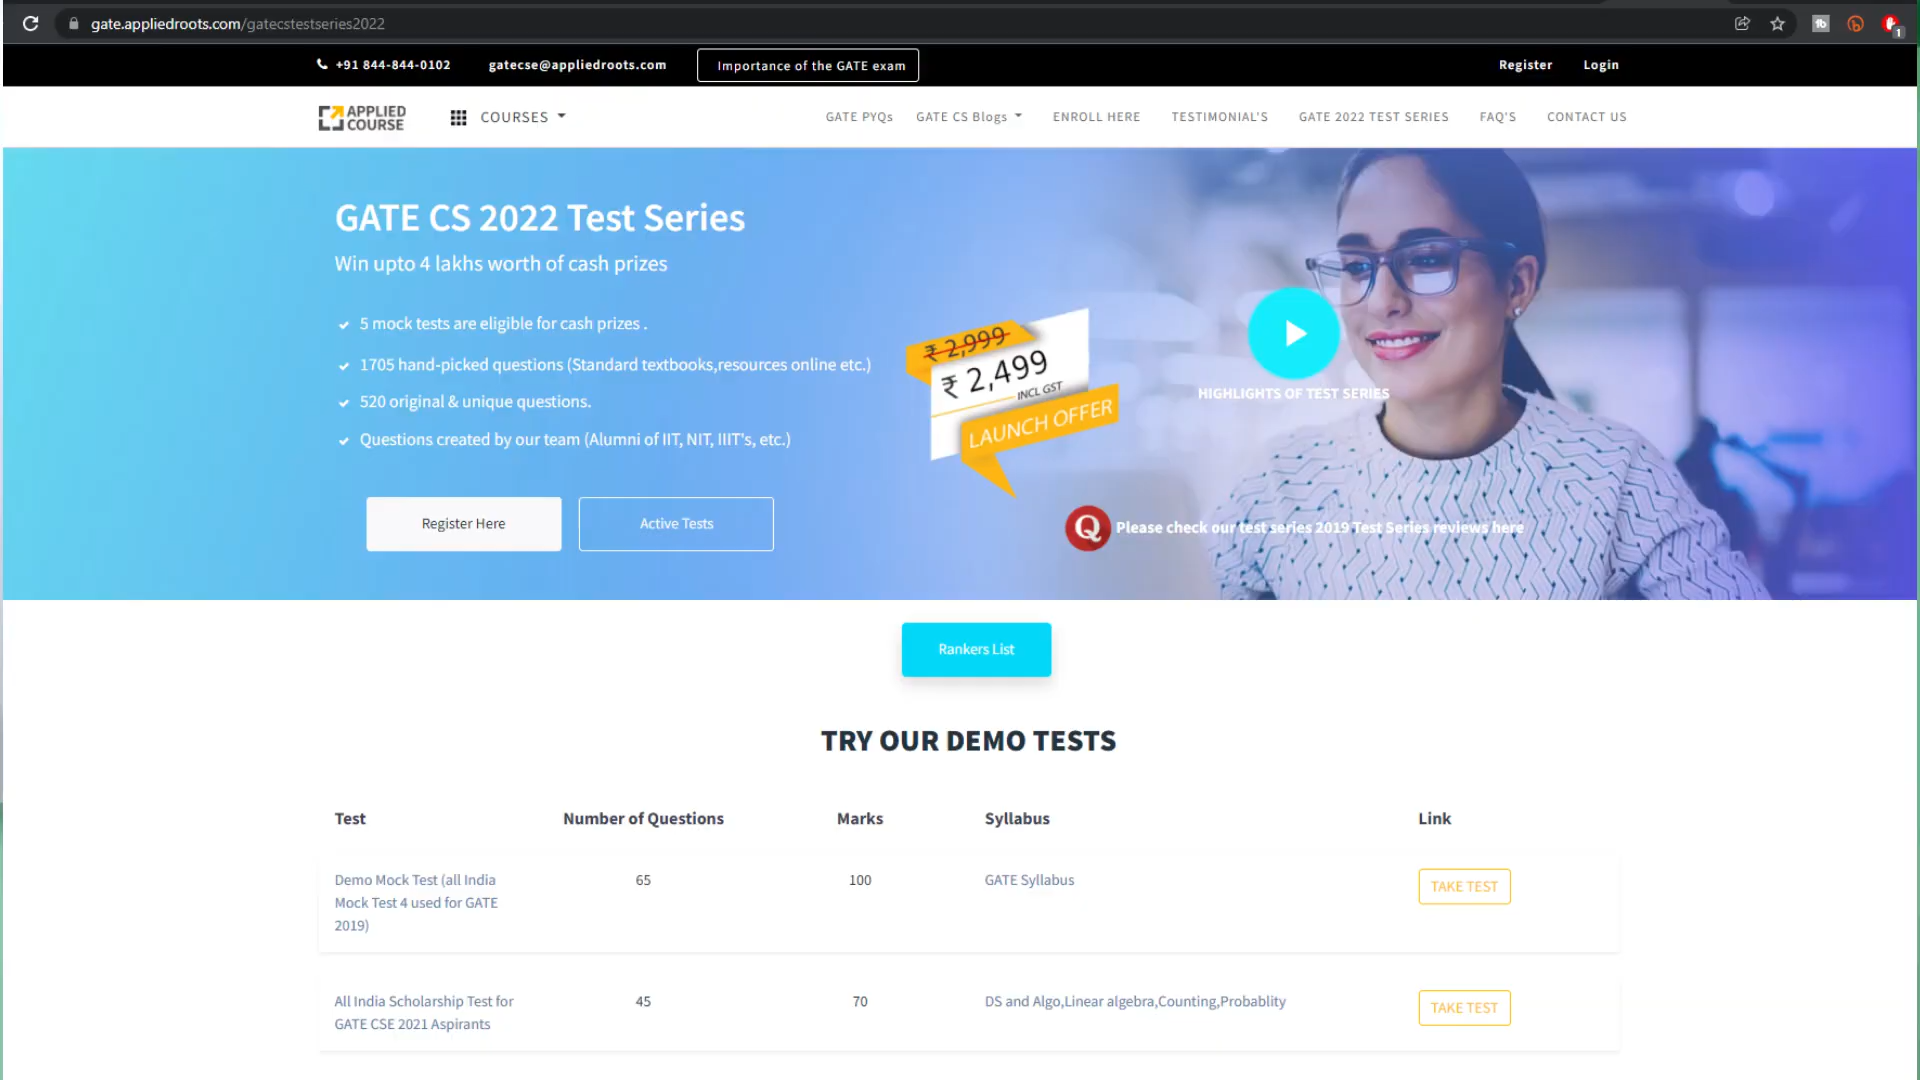 gate.appliedroots.com/gatecstestseries2022
1
+91 844-844-0102 gatecse@appliedroots.com Importance of the GATE exam Register Login
APPLIED
COURSE
COURSES GATE PYQs GATE CS Blogs ENROLL HERE TESTIMONIAL'S GATE 2022 TEST SERIES FAQ'S CONTACT US
GATE CS 2022 Test Series
Win upto 4 lakhs worth of cash prizes
5 mock tests are eligible for cash prizes .
1705 hand-picked questions (Standard textbooks,resources online etc.)
520 original & unique questions.
Questions created by our team (Alumni of IIT, NIT, IIIT's, etc.)
Register Here Active Tests
₹ 2,999
₹ 2,499
INCL GST
LAUNCH OFFER
HIGHLIGHTS OF TEST SERIES
Q Please check our test series 2019 Test Series reviews here
Rankers List
TRY OUR DEMO TESTS
Test Number of Questions Marks Syllabus Link
Demo Mock Test (all India 65 100 GATE Syllabus TAKE TEST
Mock Test 4 used for GATE
2019)
All India Scholarship Test for 45 70 DS and Algo,Linear algebra,Counting,Probablity TAKE TEST
GATE CSE 2021 Aspirants